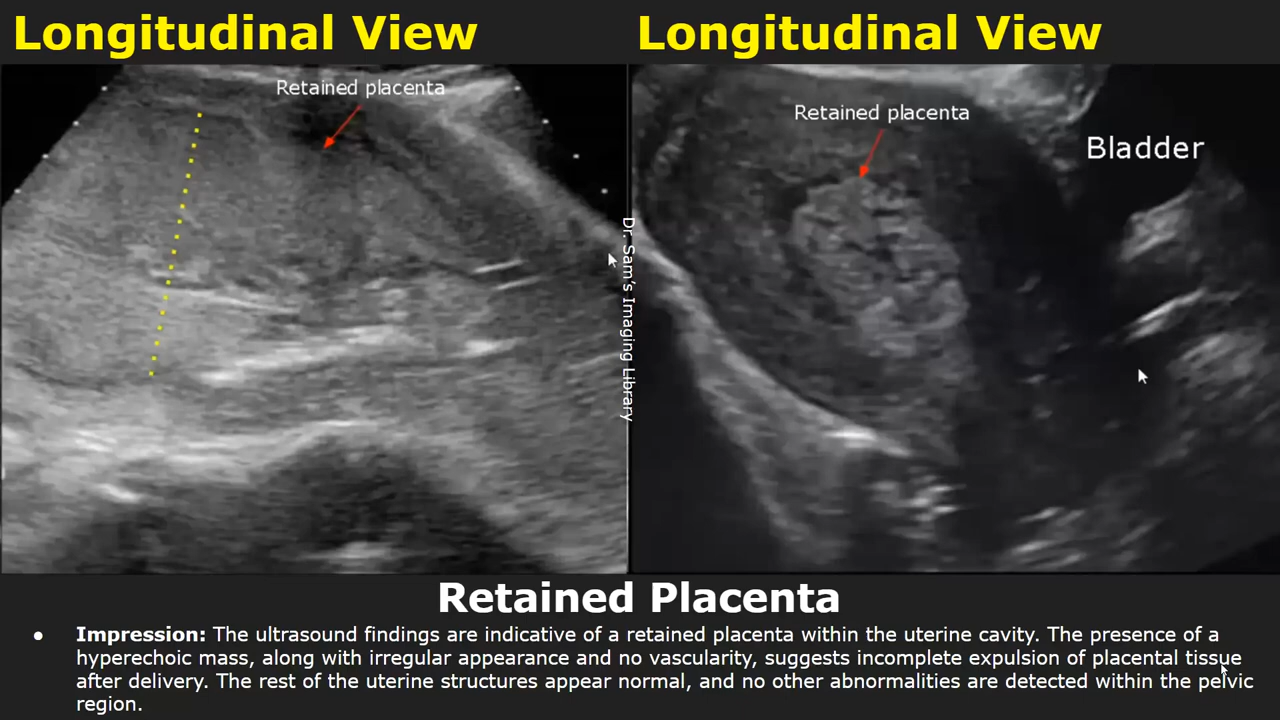 Longitudinal View
Longitudinal View
Retained placenta
Retained placenta
Bladder
Dr. Sam's Imaging Library
Retained Placenta
● Impression: The ultrasound findings are indicative of a retained placenta within the uterine cavity. The presence of a
hyperechoic mass, along with irregular appearance and no vascularity, suggests incomplete expulsion of placental tissue
after delivery. The rest of the uterine structures appear normal, and no other abnormalities are detected within the pelvic
region.